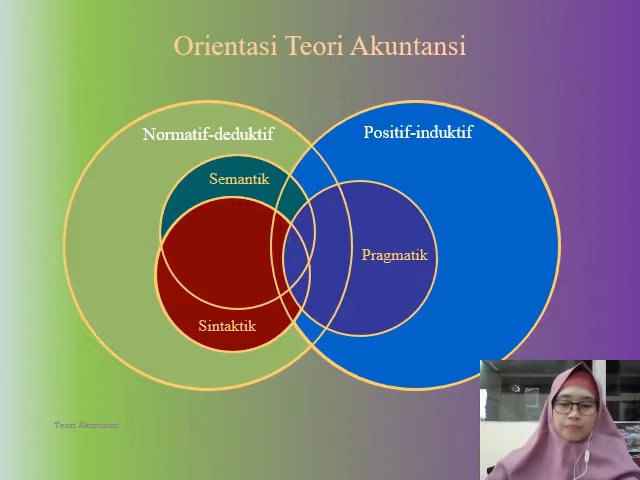 Orientasi Teori Akuntansi
Normatif-deduktif
Positif-induktif
Semantik
Pragmatik
Sintaktik
Teori Akuntansi